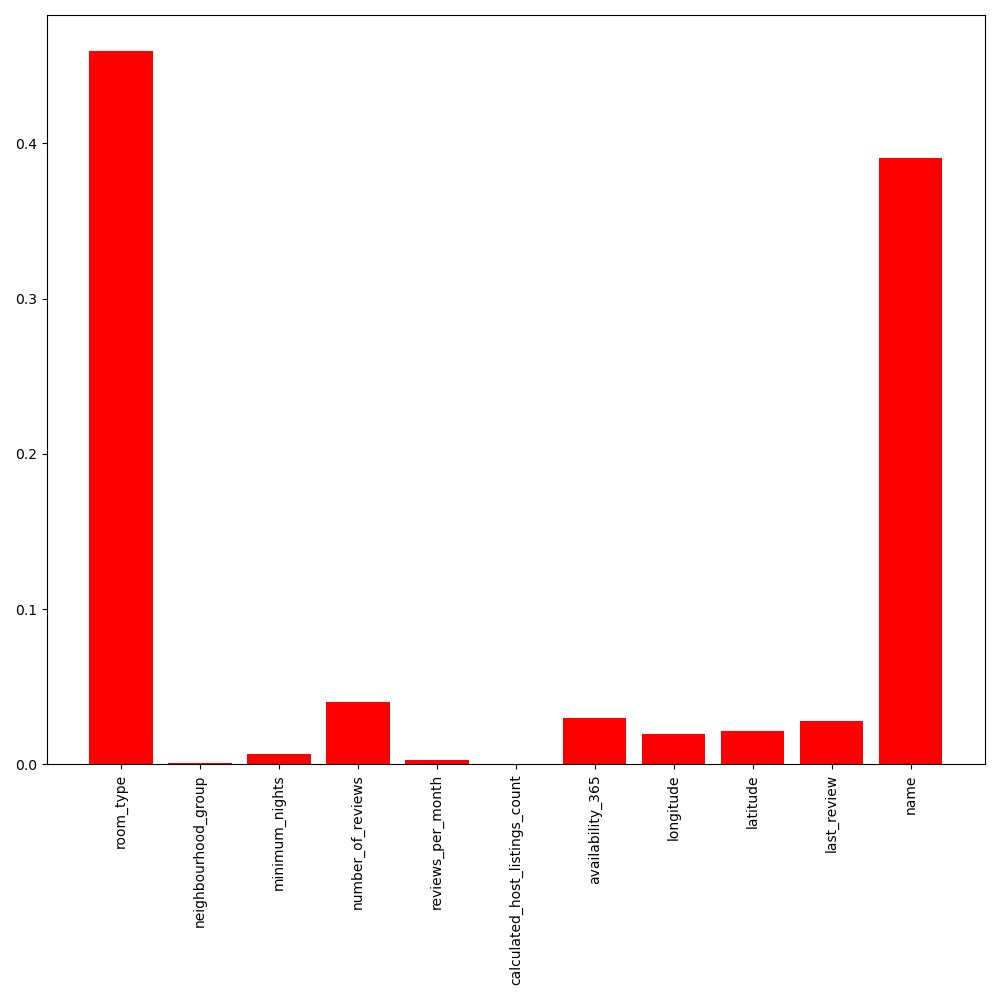 0.4
0.3
0.2
0.1
0.0
room_type
neighbourhood_group
minimum_nights
number_of_reviews
reviews_per_month
calculated_host_listings_count
availability_365
longitude
latitude
last_review
name